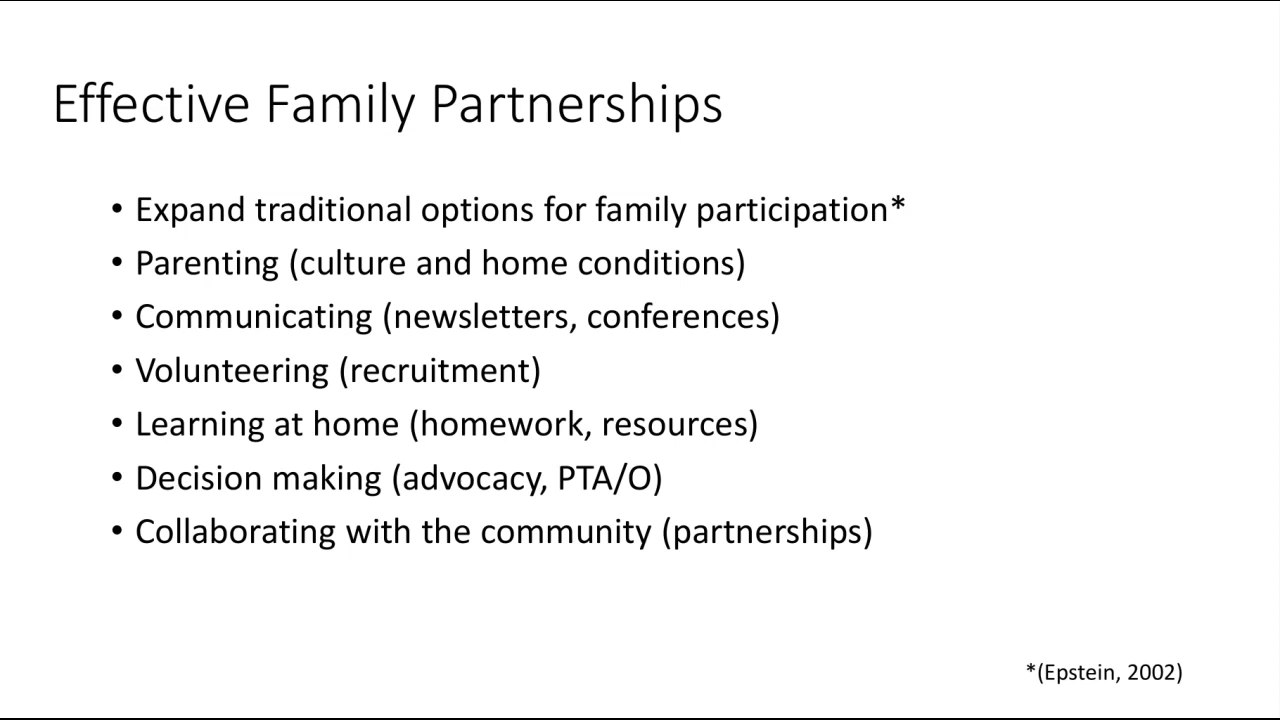 Effective Family Partnerships
• Expand traditional options for family participation*
• Parenting (culture and home conditions)
• Communicating (newsletters, conferences)
• Volunteering (recruitment)
• Learning at home (homework, resources)
• Decision making (advocacy, PTA/O)
• Collaborating with the community (partnerships)
*(Epstein, 2002)